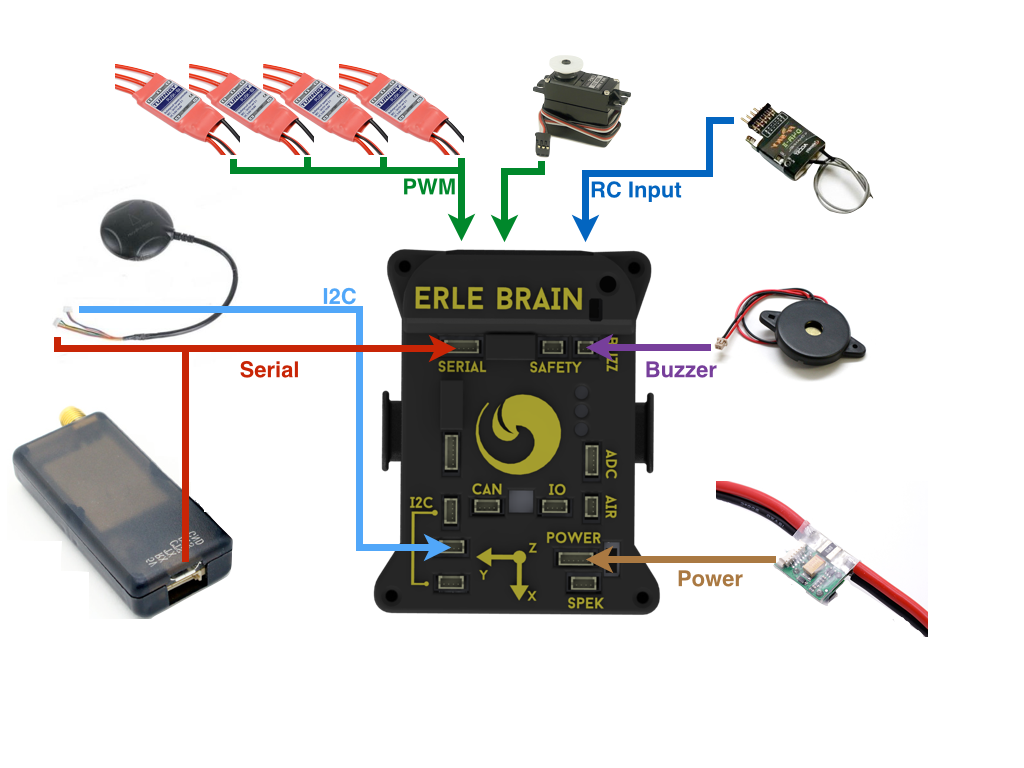 PWM
RC Input
I2C
ERLE BRAIN
Serial
SERIAL
SAFETY
BUZZ
Buzzer
ADC
CAN
IO
AIR
I2C
POWER
Z
Y
X
Power
SPEK